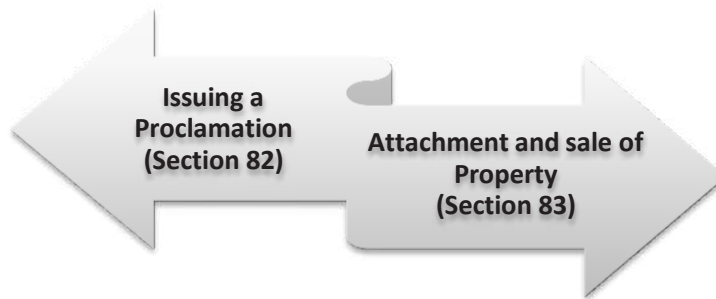 Issuing a
Proclamation
(Section 82)
Attachment and sale of
Property
(Section 83)